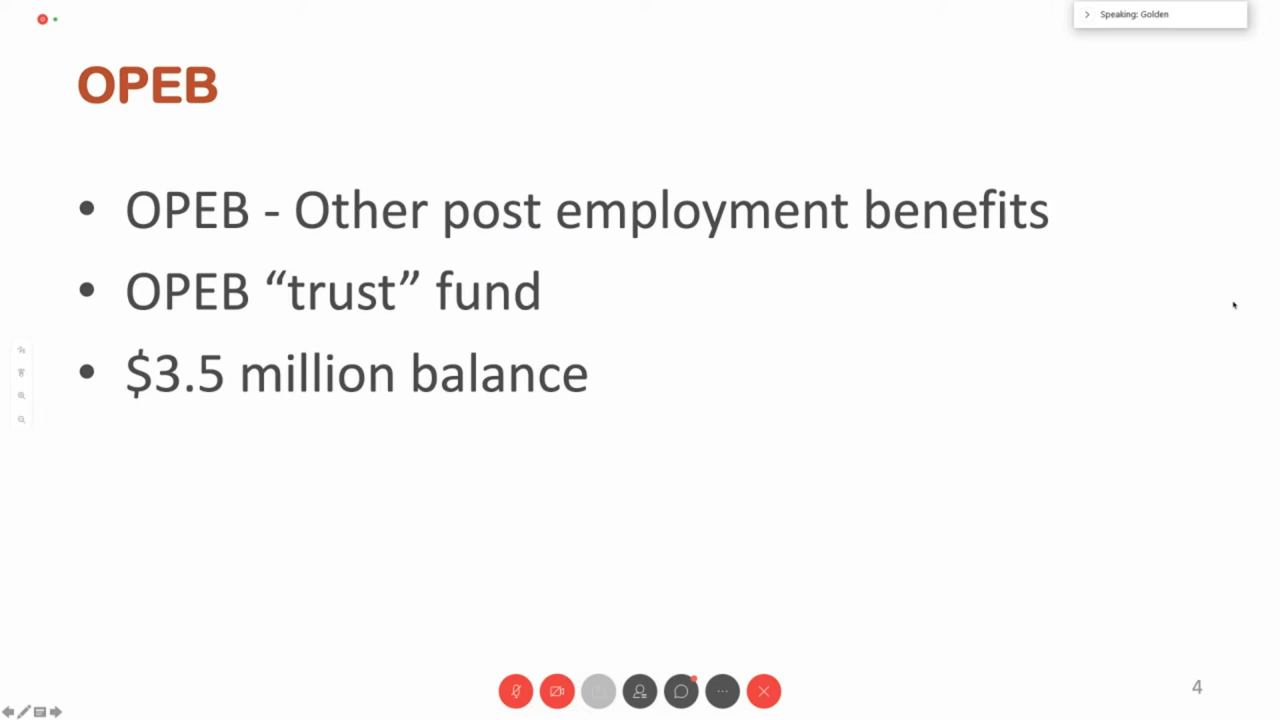 Speaking: Golden
OPEB
• OPEB - Other post employment benefits
• OPEB “trust” fund
• $3.5 million balance
4